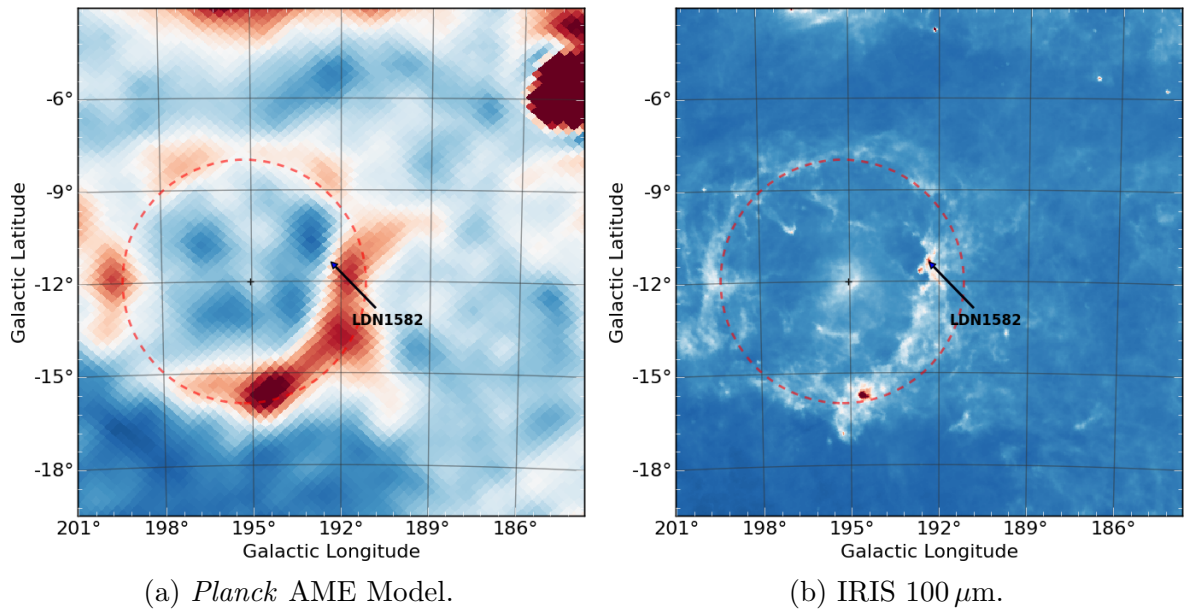 Galactic Latitude
-6°
-9°
-12°
-15°
-18°
LDN1582
201° 198° 195° 192° 189° 186°
Galactic Longitude
(a) Planck AME Model.
Galactic Latitude
-6°
-9°
-12°
-15°
-18°
LDN1582
201° 198° 195° 192° 189° 186°
Galactic Longitude
(b) IRIS 100 μm.